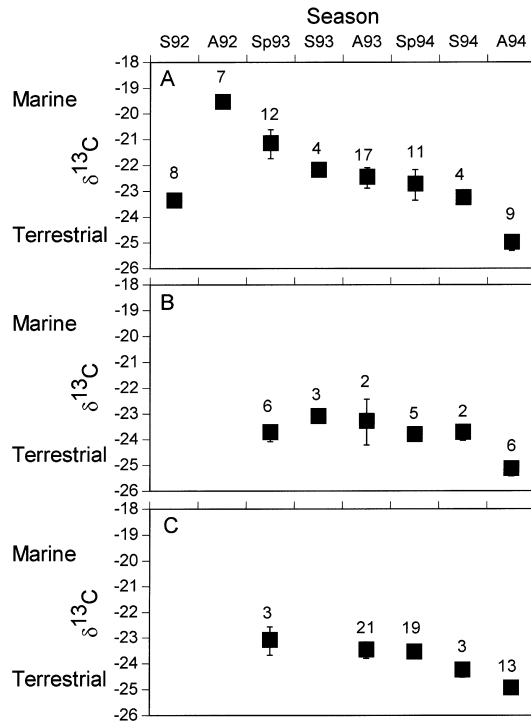 Season
S92 A92 Sp93 S93 A93 Sp94 S94 A94
A
-18
-19
-20
-21
-22
-23
-24
-25
-26
Marine
δ13C
Terrestrial
8 7 12 4 17 11 4 9
B
-18
-19
-20
-21
-22
-23
-24
-25
-26
Marine
δ13C
Terrestrial
6 3 2 5 2 6
C
-18
-19
-20
-21
-22
-23
-24
-25
-26
Marine
δ13C
Terrestrial
3 21 19 3 13